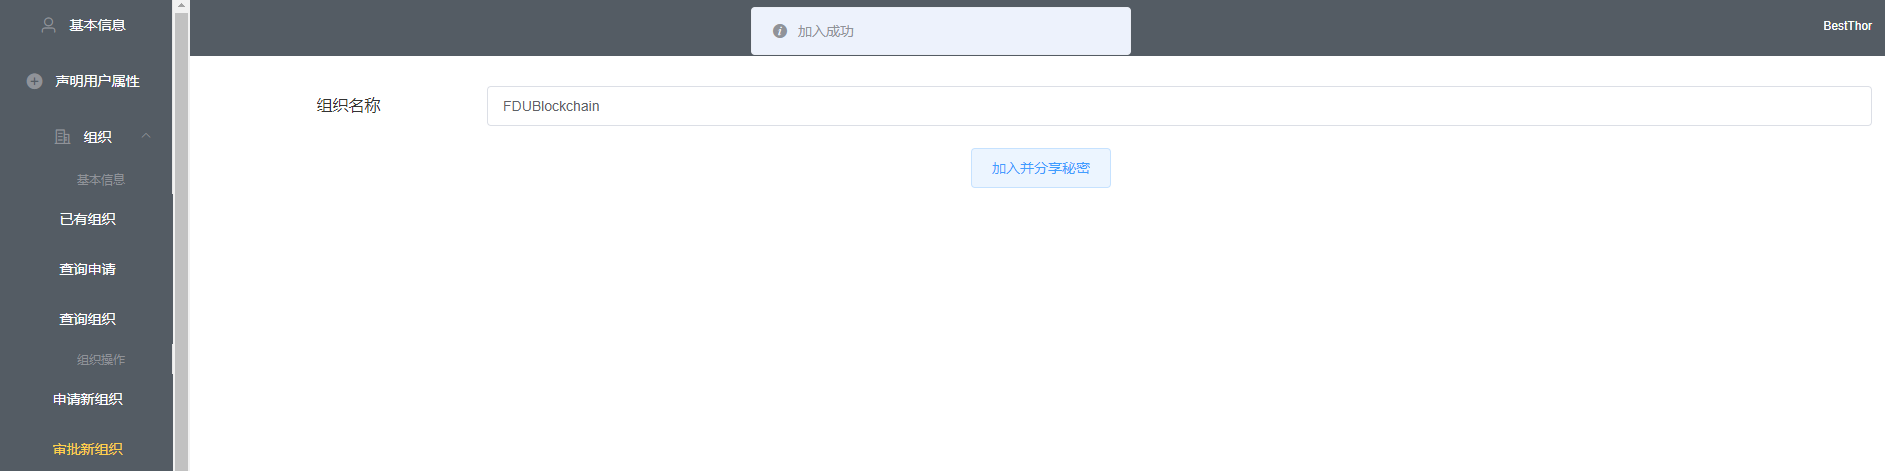 基本信息
声明用户属性
组织
基本信息
已有组织
查询申请
查询组织
组织操作
申请新组织
审批新组织
加入成功
BestThor
组织名称
FDUBlockchain
加入并分享秘密